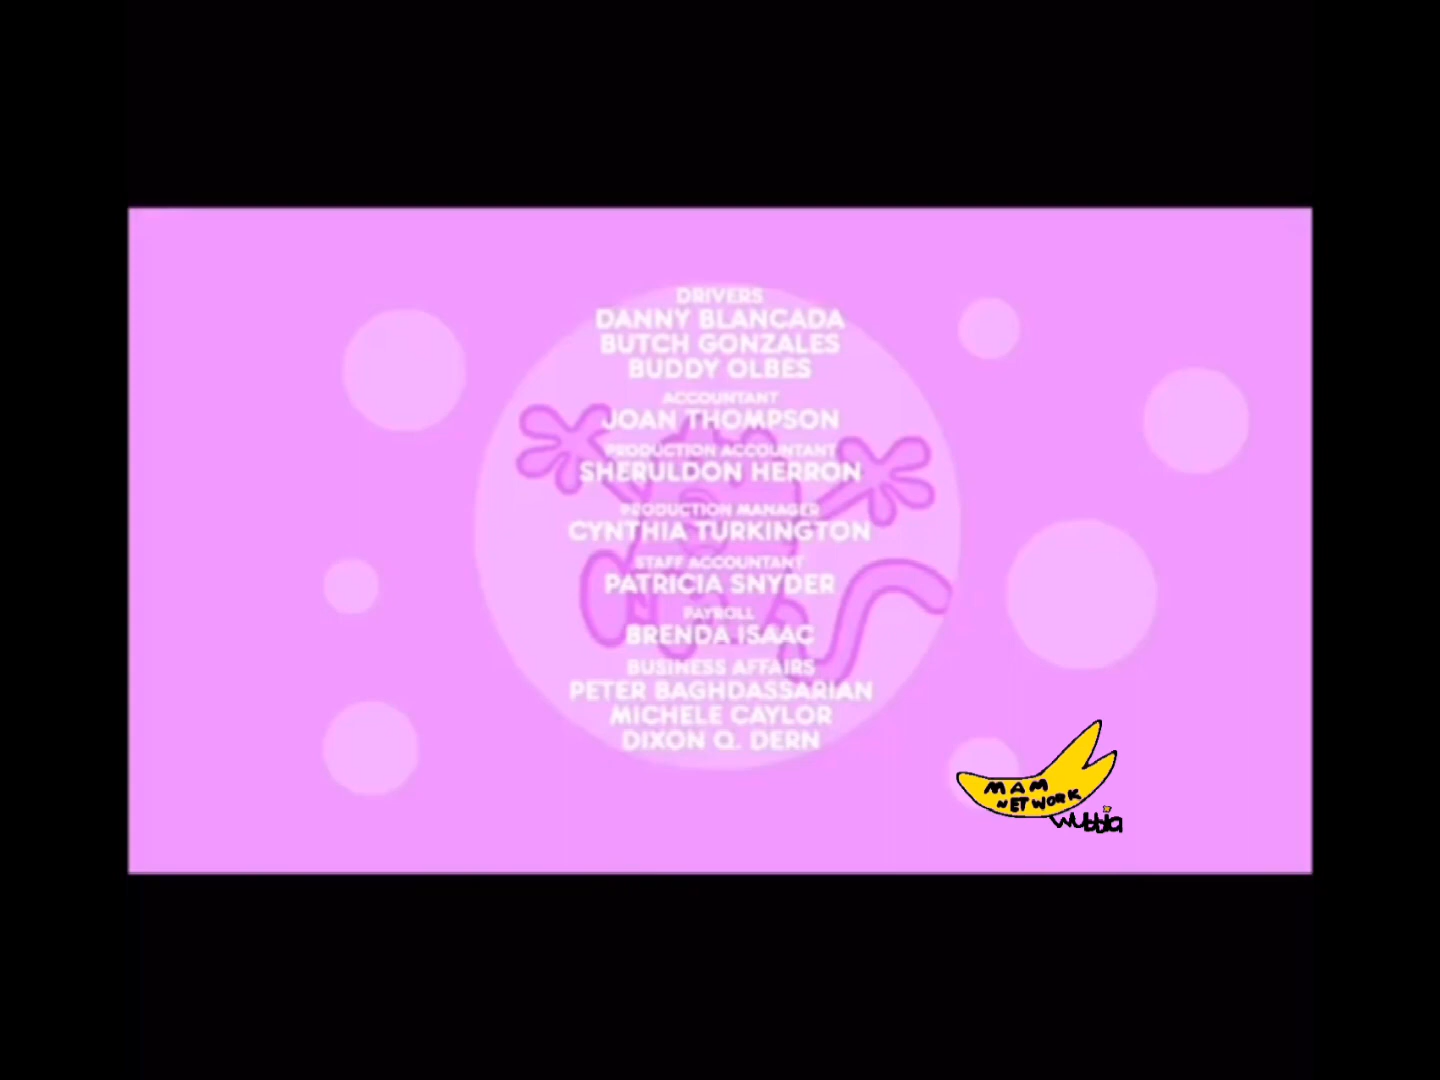 DRIVERS
DANNY BLANCADA
BUTCH GONZALES
BUDDY OLBES
ACCOUNTANT
JOAN THOMPSON
PRODUCTION ACCOUNTANT
SHERULDON HERRON
PRODUCTION MANAGER
CYNTHIA TURKINGTON
STAFF ACCOUNTANT
PATRICIA SNYDER
PAYROLL
BRENDA ISAAC
BUSINESS AFFAIRS
PETER BAGHDASSARIAN
MICHELE CAYLOR
DIXON Q. DERN
MAM
NETWORK
wubbia